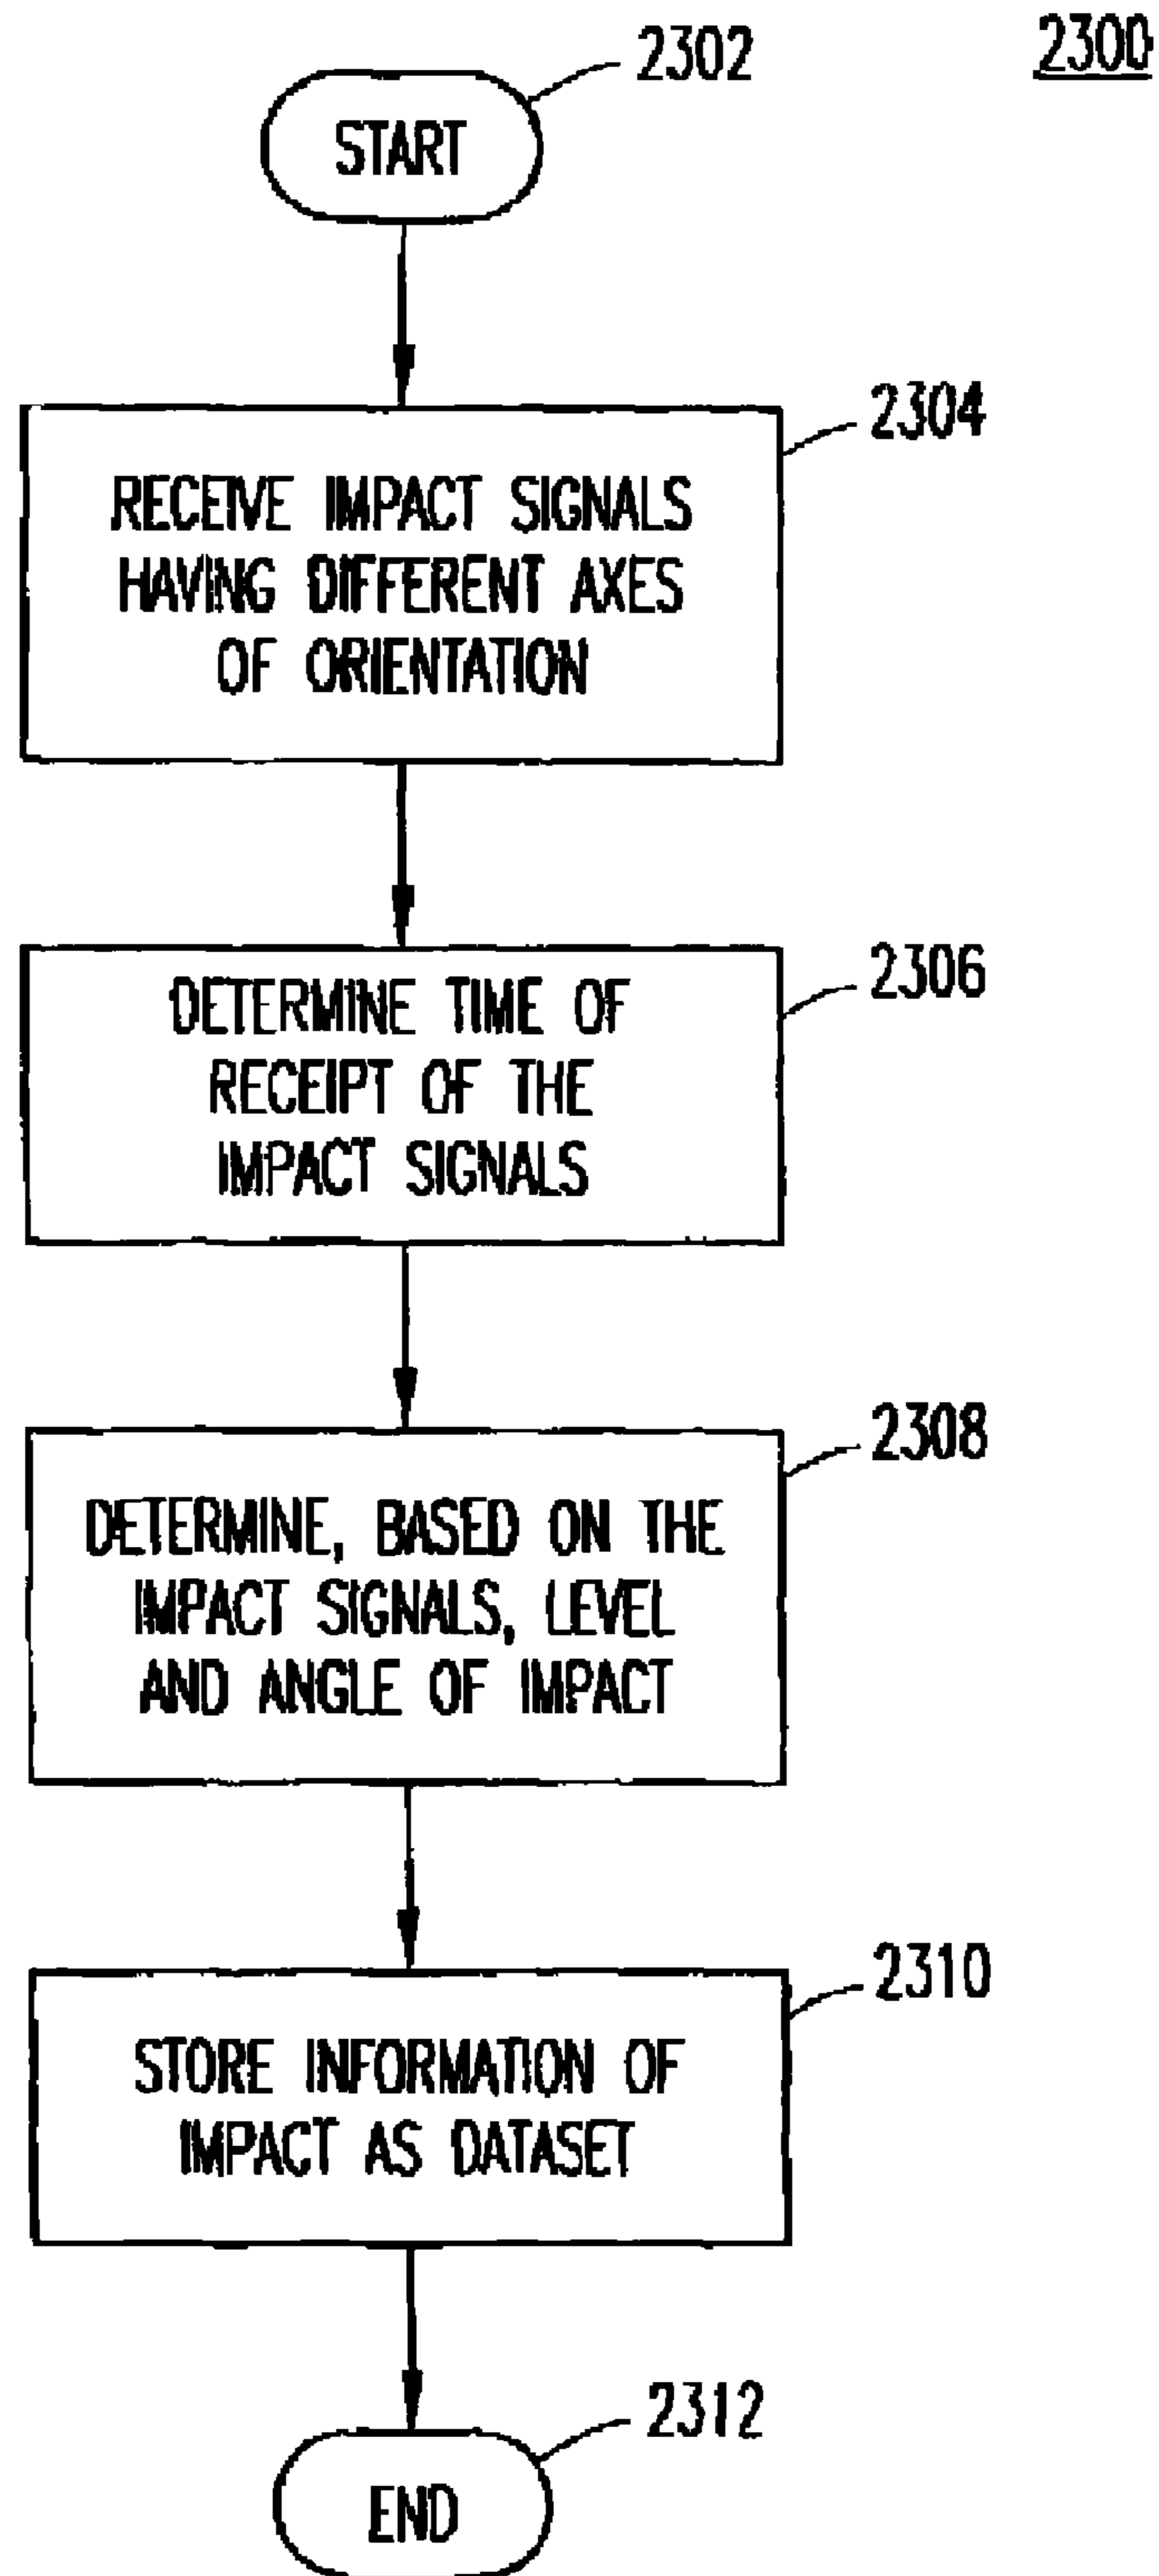 2300
2302
START
2304
RECEIVE IMPACT SIGNALS
HAVING DIFFERENT AXES
OF ORIENTATION
2306
DETERMINE TIME OF
RECEIPT OF THE
IMPACT SIGNALS
2308
DETERMINE, BASED ON THE
IMPACT SIGNALS, LEVEL
AND ANGLE OF IMPACT
2310
STORE INFORMATION OF
IMPACT AS DATASET
2312
END